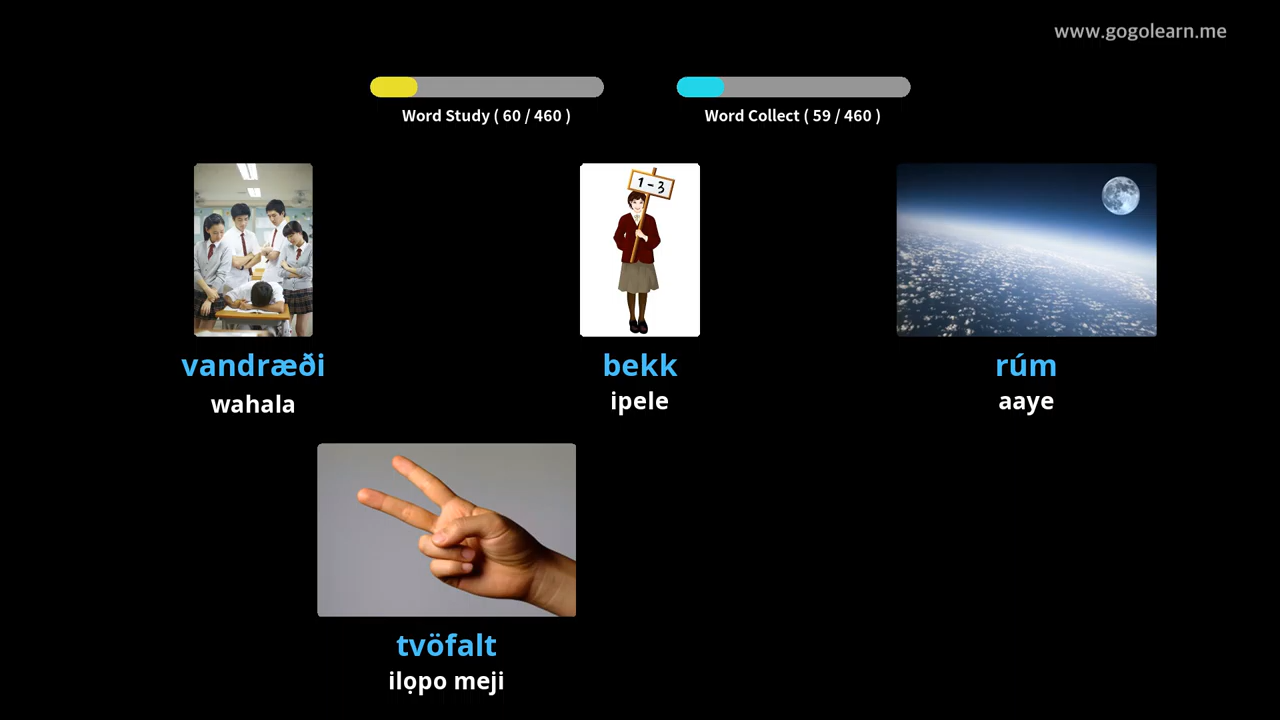 www.gogolearn.me
Word Study ( 60 / 460 )
Word Collect ( 59 / 460 )
1 - 3
vandræði
bekk
rúm
wahala
ipele
aaye
tvöfalt
ilọpo meji